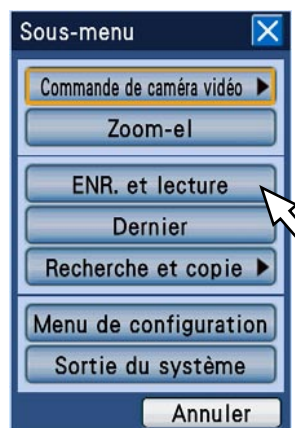 Sous-menu
Commande de caméra vidéo
Zoom-el
ENR. et lecture
Dernier
Recherche et copie
Menu de configuration
Sortie du système
Annuler